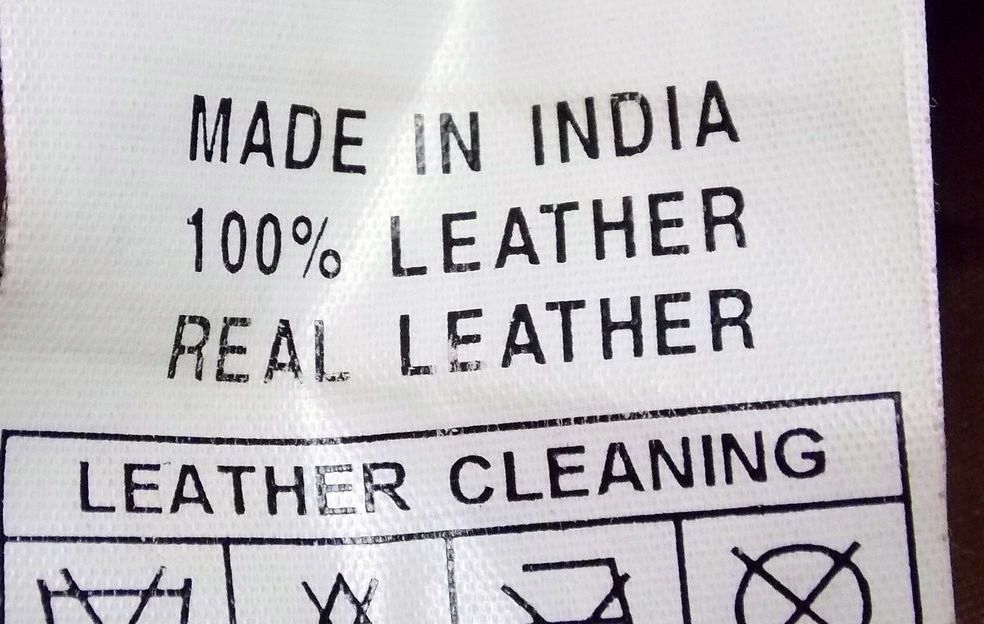 MADE IN INDIA
100% LEATHER
REAL LEATHER
LEATHER CLEANING